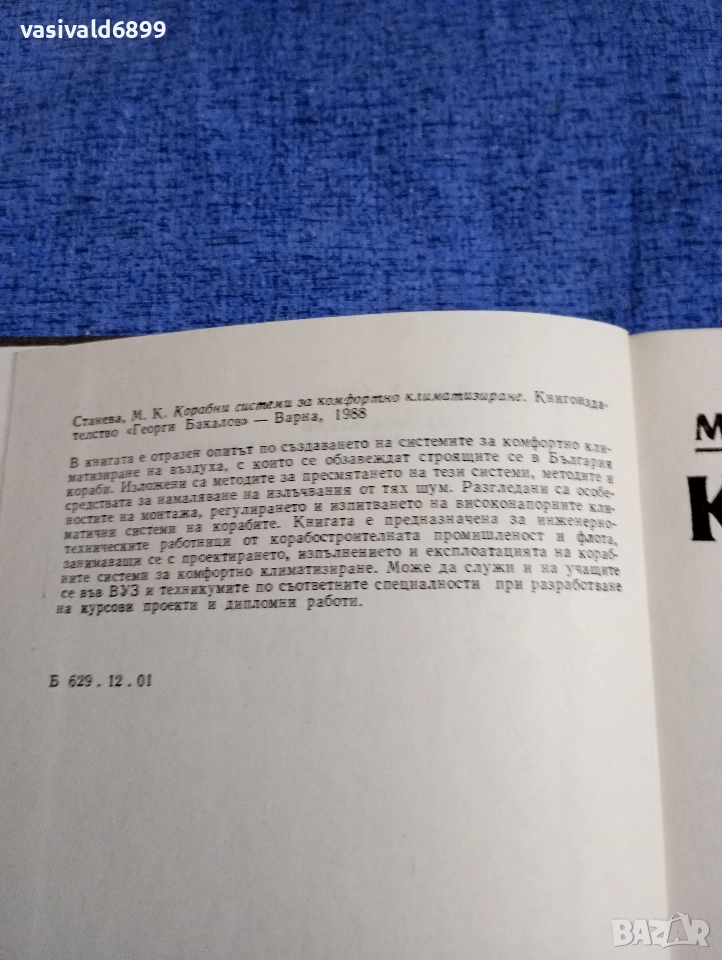 vasivald6899
Станева, М. К. Корабни системи за комфортно климатизиране. Книгоизда-
телство «Георги Бакалов» — Варна, 1988
В книгата е отразен опитът по създаването на системите за комфортно кли-
матизиране на въздуха, с които се обзавеждат строящите се в България
кораби. Изложени са методите за пресмятането на тези системи, методите и
средствата за намаляване на излъчвания от тях шум. Разгледани са особе-
ностите на монтажа, регулирането и изпитването на високонапорните кли-
матични системи на корабите. Книгата е предназначена за инженерно-
техническите работници от корабостроителната промишленост и флота,
занимаващи се с проектирането, изпълнението и експлоатацията на кораб-
ните системи за комфортно климатизиране. Може да служи и на учащите
се във ВУЗ и техникумите по съответните специалности при разработване
на курсови проекти и дипломни работи.
Б 629.12.01
М
К
BAZAR